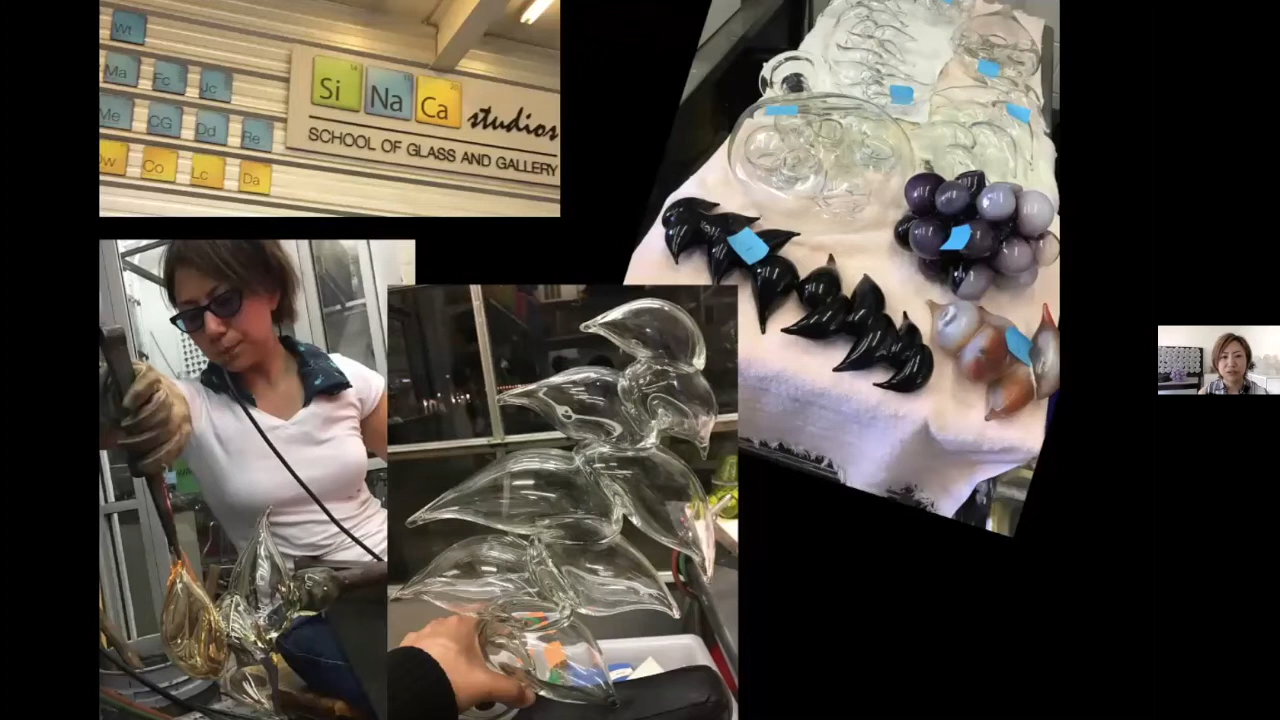 Wt
Ma Fc Jc
Me CG Dd Re
Co Lc Da
Si Na Ca studios
SCHOOL OF GLASS AND GALLERY